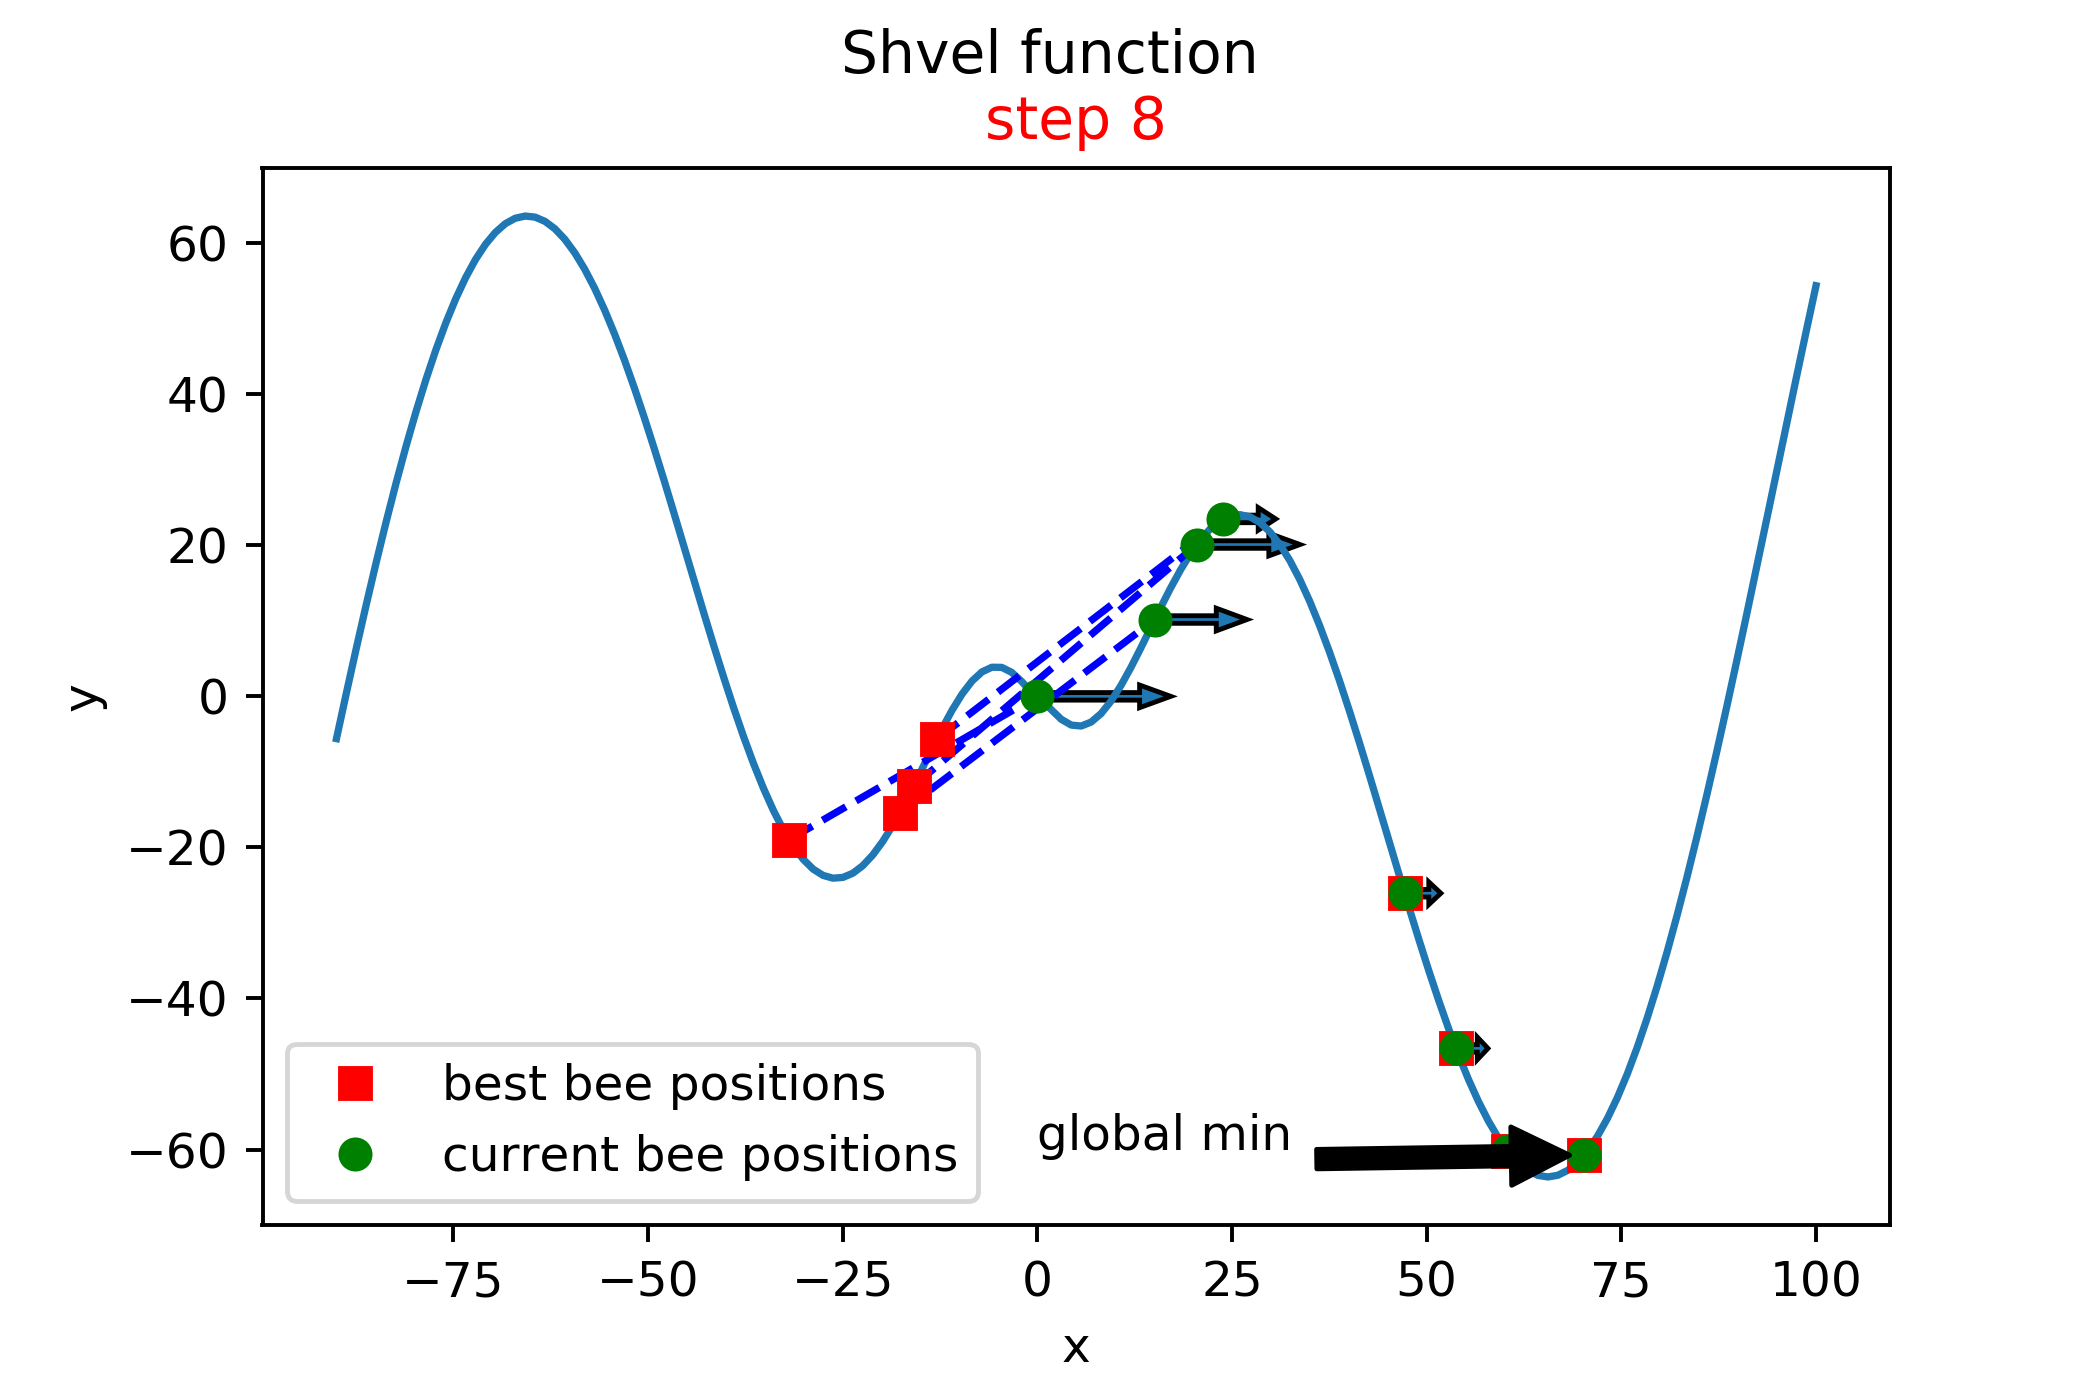 Shvel function
step 8
60
40
20
0
−20
−40
−60
y
best bee positions
current bee positions
global min
−75 −50 −25 0 25 50 75 100
x